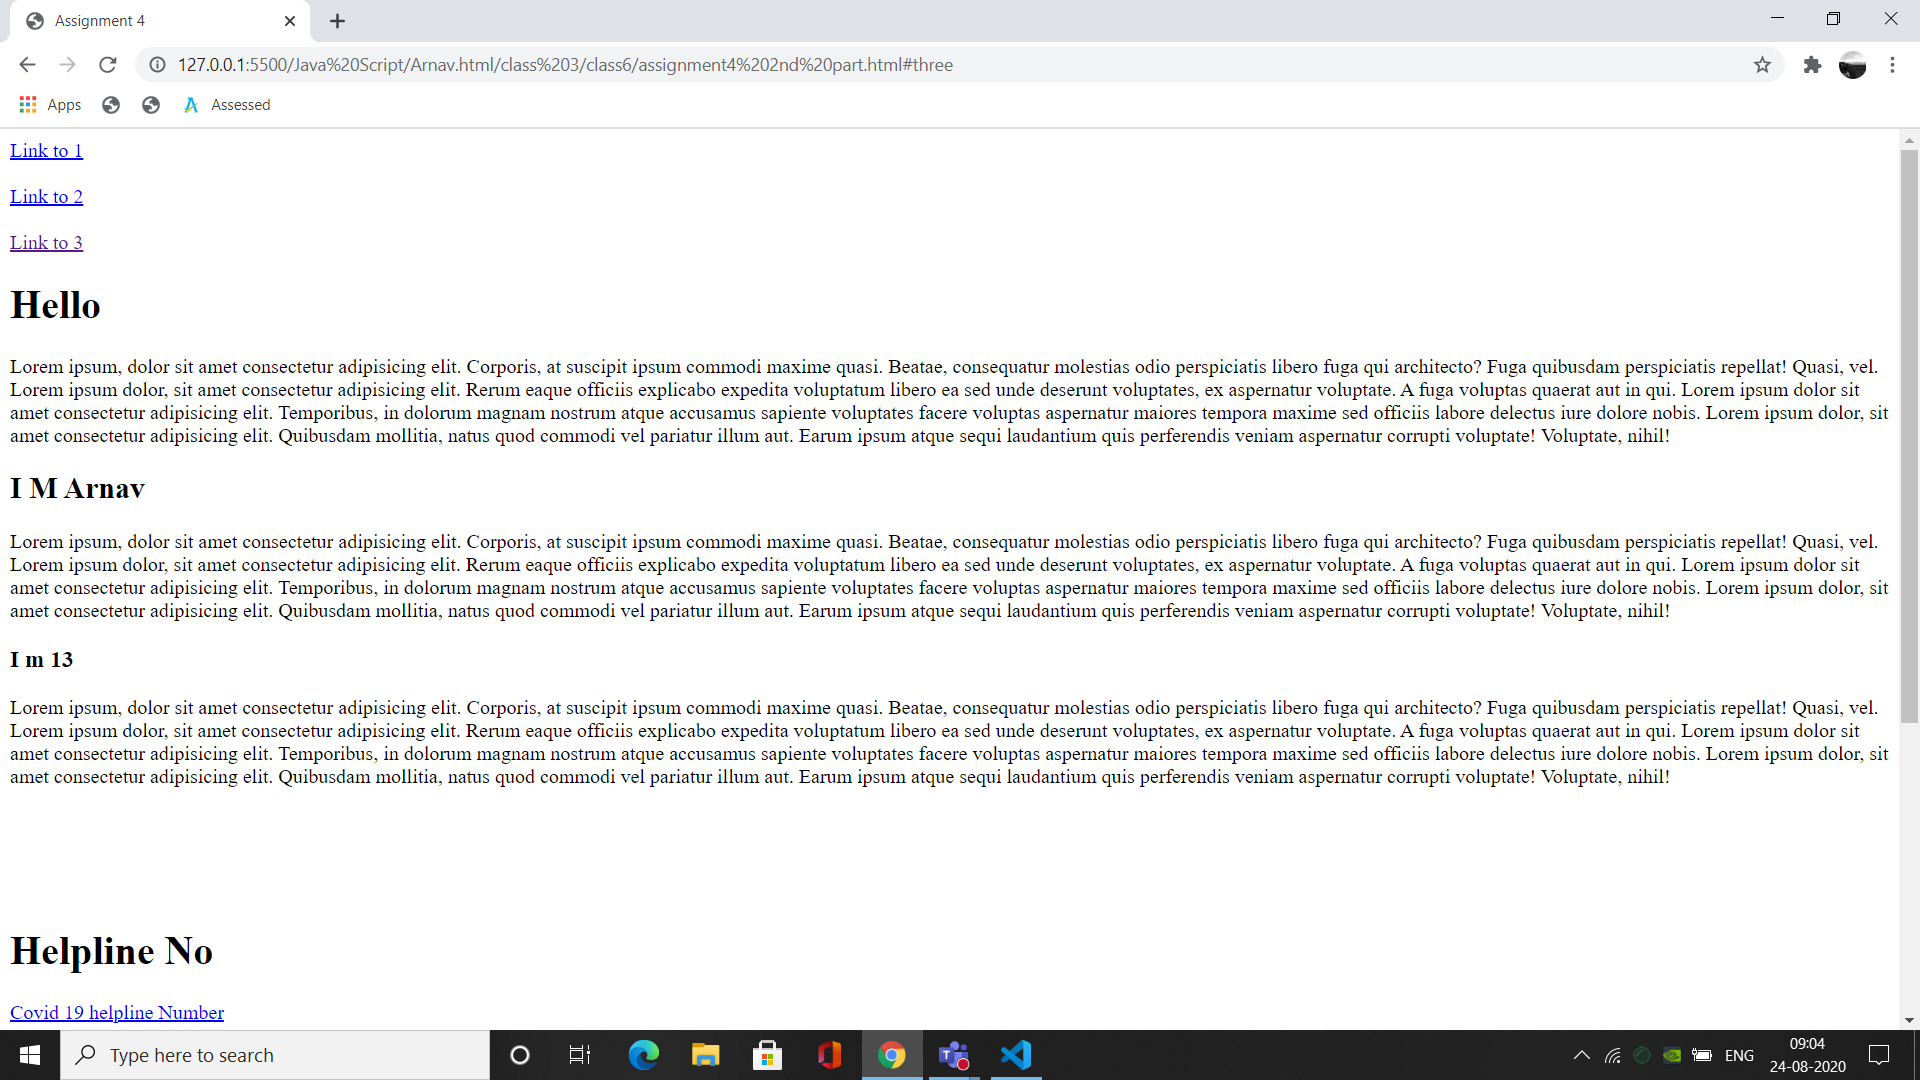 Assignment 4
127.0.0.1:5500/Java%20Script/Arnav.html/class%203/class6/assignment4%202nd%20part.html#three
Apps
Assessed
Link to 1
Link to 2
Link to 3
Hello
Lorem ipsum, dolor sit amet consectetur adipisicing elit. Corporis, at suscipit ipsum commodi maxime quasi. Beatae, consequatur molestias odio perspiciatis libero fuga qui architecto? Fuga quibusdam perspiciatis repellat! Quasi, vel.
Lorem ipsum dolor, sit amet consectetur adipisicing elit. Rerum eaque officiis explicabo expedita voluptatum libero ea sed unde deserunt voluptates, ex aspernatur voluptate. A fuga voluptas quaerat aut in qui. Lorem ipsum dolor sit
amet consectetur adipisicing elit. Temporibus, in dolorum magnam nostrum atque accusamus sapiente voluptates facere voluptas aspernatur maiores tempora maxime sed officiis labore delectus iure dolore nobis. Lorem ipsum dolor, sit
amet consectetur adipisicing elit. Quibusdam mollitia, natus quod commodi vel pariatur illum aut. Earum ipsum atque sequi laudantium quis perferendis veniam aspernatur corrupti voluptate! Voluptate, nihil!
I M Arnav
Lorem ipsum, dolor sit amet consectetur adipisicing elit. Corporis, at suscipit ipsum commodi maxime quasi. Beatae, consequatur molestias odio perspiciatis libero fuga qui architecto? Fuga quibusdam perspiciatis repellat! Quasi, vel.
Lorem ipsum dolor, sit amet consectetur adipisicing elit. Rerum eaque officiis explicabo expedita voluptatum libero ea sed unde deserunt voluptates, ex aspernatur voluptate. A fuga voluptas quaerat aut in qui. Lorem ipsum dolor sit
amet consectetur adipisicing elit. Temporibus, in dolorum magnam nostrum atque accusamus sapiente voluptates facere voluptas aspernatur maiores tempora maxime sed officiis labore delectus iure dolore nobis. Lorem ipsum dolor, sit
amet consectetur adipisicing elit. Quibusdam mollitia, natus quod commodi vel pariatur illum aut. Earum ipsum atque sequi laudantium quis perferendis veniam aspernatur corrupti voluptate! Voluptate, nihil!
I m 13
Lorem ipsum, dolor sit amet consectetur adipisicing elit. Corporis, at suscipit ipsum commodi maxime quasi. Beatae, consequatur molestias odio perspiciatis libero fuga qui architecto? Fuga quibusdam perspiciatis repellat! Quasi, vel.
Lorem ipsum dolor, sit amet consectetur adipisicing elit. Rerum eaque officiis explicabo expedita voluptatum libero ea sed unde deserunt voluptates, ex aspernatur voluptate. A fuga voluptas quaerat aut in qui. Lorem ipsum dolor sit
amet consectetur adipisicing elit. Temporibus, in dolorum magnam nostrum atque accusamus sapiente voluptates facere voluptas aspernatur maiores tempora maxime sed officiis labore delectus iure dolore nobis. Lorem ipsum dolor, sit
amet consectetur adipisicing elit. Quibusdam mollitia, natus quod commodi vel pariatur illum aut. Earum ipsum atque sequi laudantium quis perferendis veniam aspernatur corrupti voluptate! Voluptate, nihil!
Helpline No
Covid 19 helpline Number
Type here to search
ENG
09:04
24-08-2020